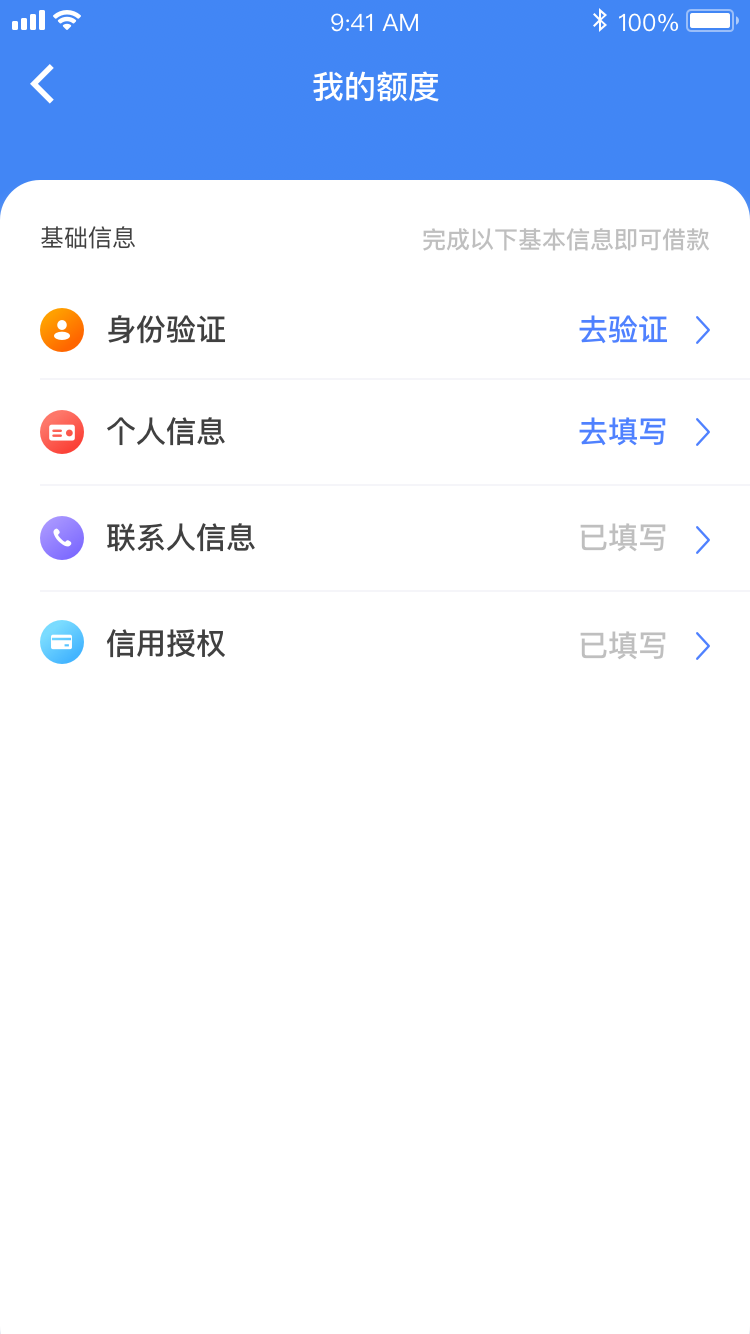 9:41 AM 100%
我的额度
基础信息 完成以下基本信息即可借款
身份验证 去验证
个人信息 去填写
联系人信息 已填写
信用授权 已填写